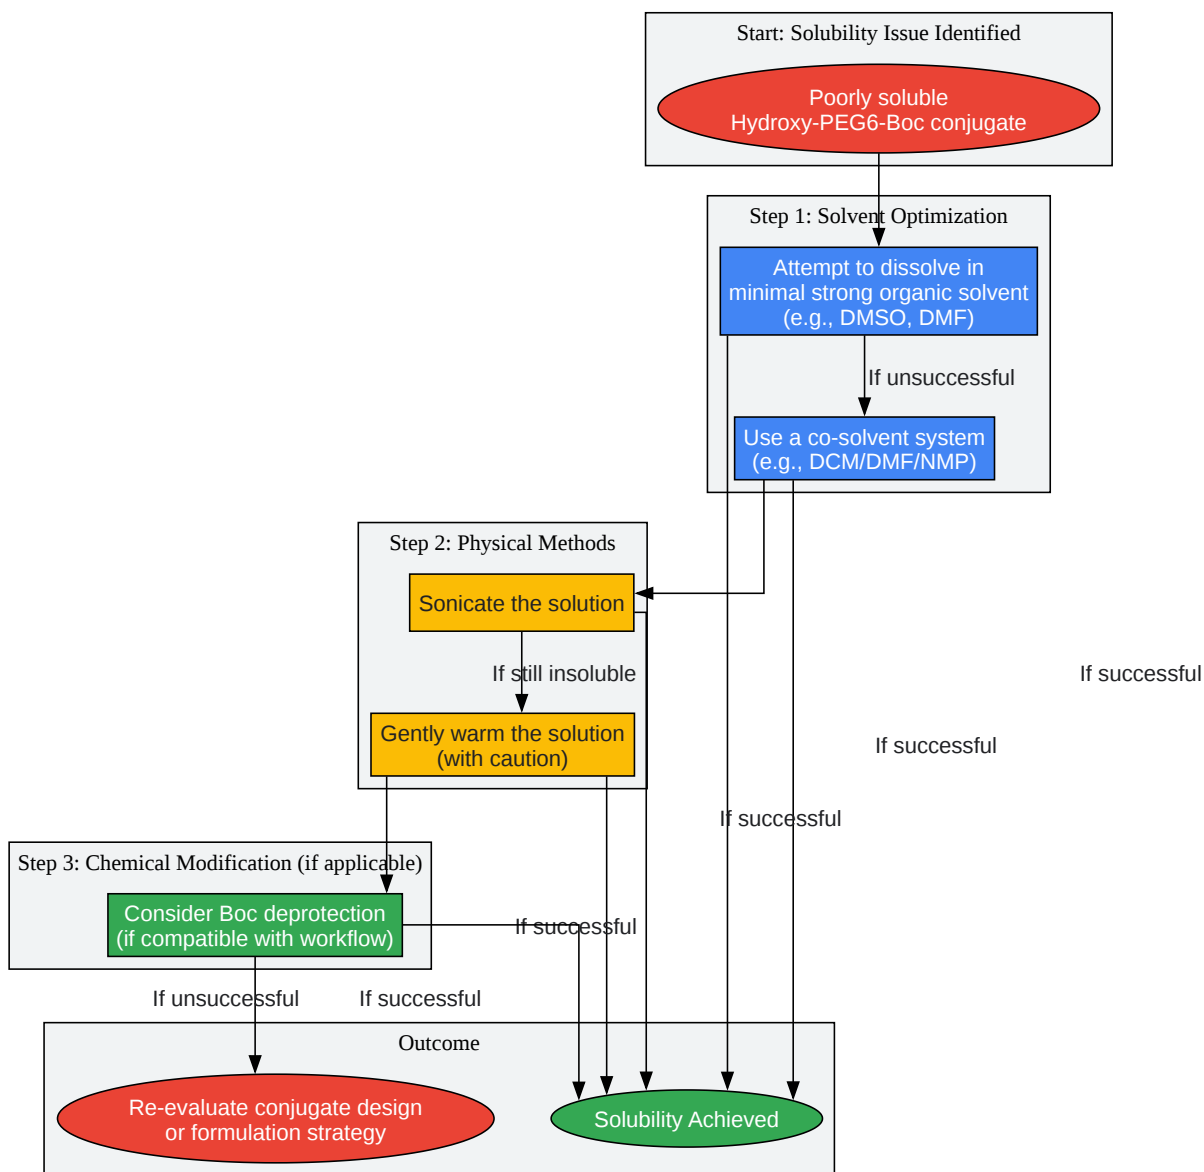 Start: Solubility Issue Identified
Poorly soluble
Hydroxy-PEG6-Boc conjugate
Step 1: Solvent Optimization
Attempt to dissolve in
minimal strong organic solvent
(e.g., DMSO, DMF)
If unsuccessful
Use a co-solvent system
(e.g., DCM/DMF/NMP)
Step 2: Physical Methods
Sonicate the solution
If still insoluble
If successful
Gently warm the solution
(with caution)
If successful
If successful
Step 3: Chemical Modification (if applicable)
Consider Boc deprotection
(if compatible with workflow)
If successful
If unsuccessful
If successful
Outcome
Re-evaluate conjugate design
or formulation strategy
Solubility Achieved